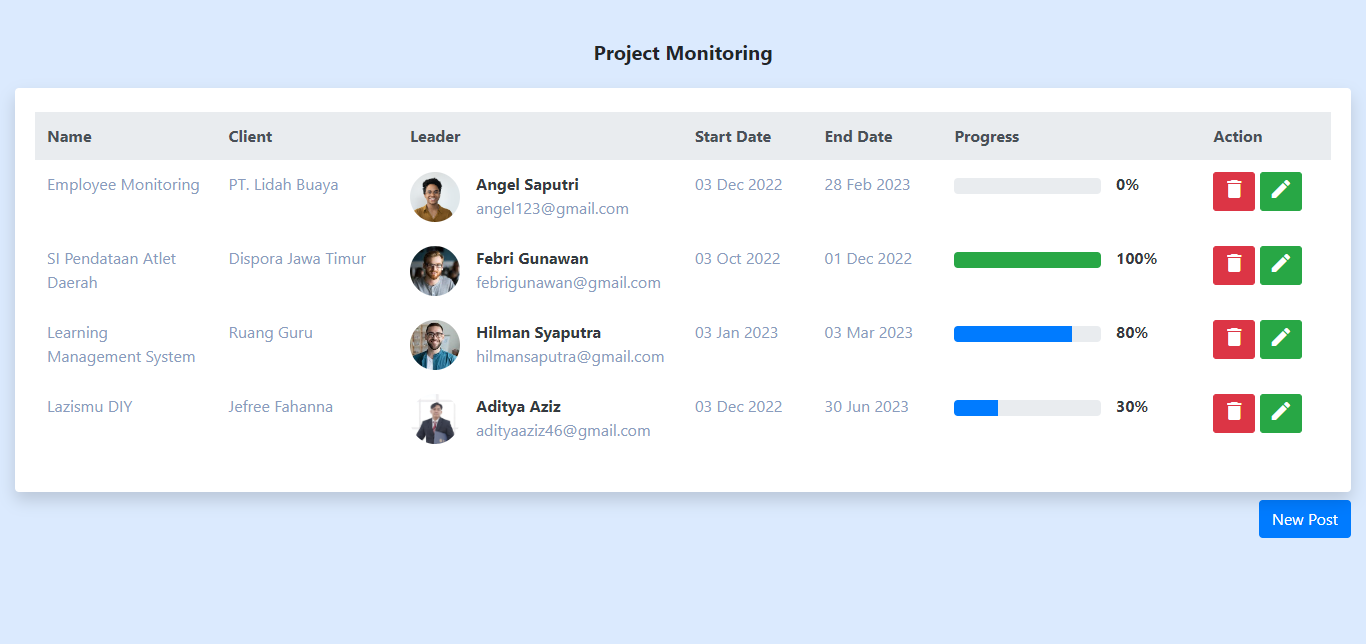 Project Monitoring
Name Client Leader Start Date End Date Progress Action
Employee Monitoring PT. Lidah Buaya Angel Saputri 03 Dec 2022 28 Feb 2023 0%
angel123@gmail.com
SI Pendataan Atlet Dispora Jawa Timur Febri Gunawan 03 Oct 2022 01 Dec 2022 100%
Daerah febrigunawan@gmail.com
Learning Ruang Guru Hilman Syaputra 03 Jan 2023 03 Mar 2023 80%
Management System hilmansaputra@gmail.com
Lazismu DIY Jefree Fahanna Aditya Aziz 03 Dec 2022 30 Jun 2023 30%
adityaaziz46@gmail.com
New Post